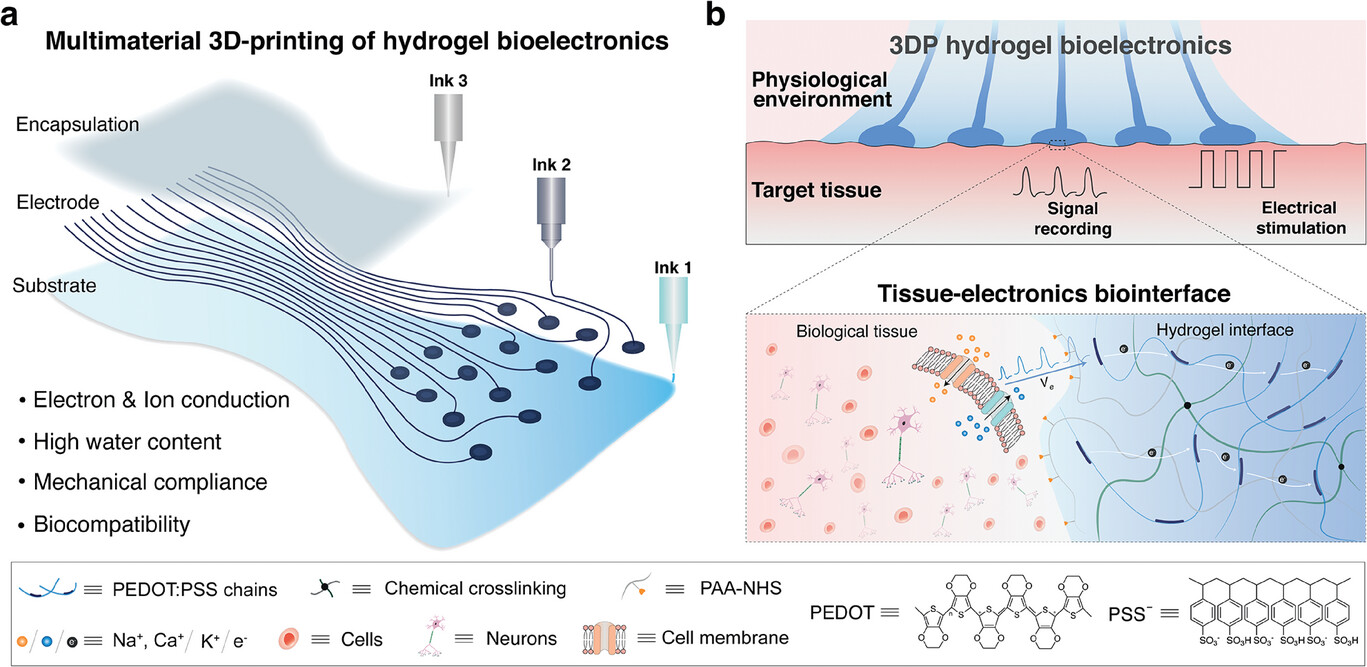 a
Multimaterial 3D-printing of hydrogel bioelectronics
Ink 3
Encapsulation
Ink 2
Electrode
Ink 1
Substrate
• Electron & Ion conduction
• High water content
• Mechanical compliance
• Biocompatibility
b
3DP hydrogel bioelectronics
Physiological
enveironment
Target tissue
Signal
recording
Electrical
stimulation
Tissue-electronics biointerface
Biological tissue
Hydrogel interface
Vₑ
e⁻
e⁻
e⁻
e⁻
e⁻
≡ PEDOT:PSS chains
≡ Chemical crosslinking
≡ PAA-NHS
/ / e⁻ ≡ Na⁺, Ca⁺/ K⁺/ e⁻
≡ Cells
≡ Neurons
≡ Cell membrane
PEDOT ≡
O O O O O O
S S S S S S
n
O O O O O O
PSS⁻ ≡
SO₃⁻ SO₃H SO₃⁻ SO₃H SO₃⁻ SO₃H